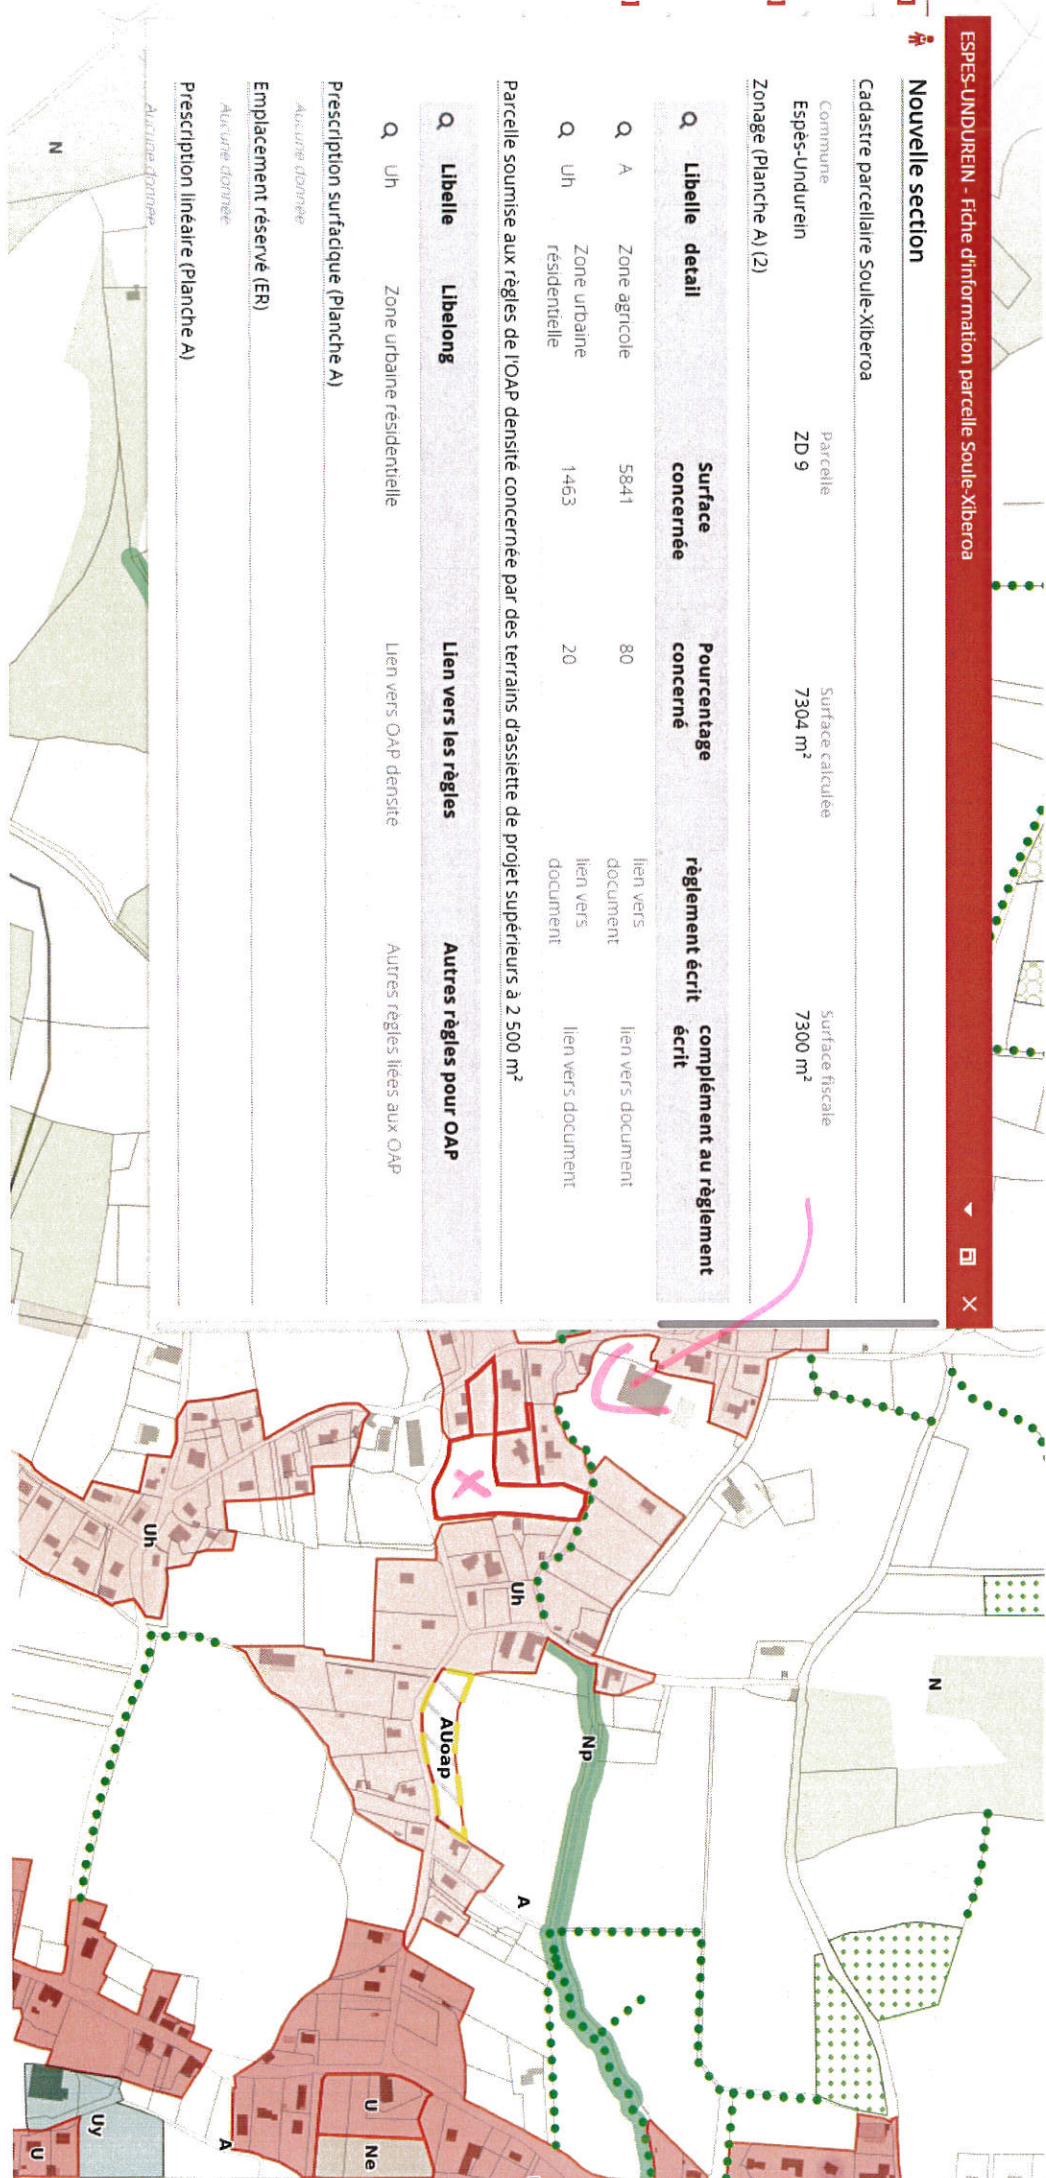 ESPES-UNDUREIN - Fiche d'information parcelle Soule-Xiberoa
Nouvelle section
Cadastre parcellaire Soule-Xiberoa
Commune Parcelle Surface calculée Surface fiscale
Espès-Undurein ZD 9 7304 m² 7300 m²
Zonage (Planche A) (2)
Libelle detail Surface concernée Pourcentage concerné règlement écrit complément au règlement écrit
A Zone agricole 5841 80 lien vers document lien vers document
Uh Zone urbaine résidentielle 1463 20 lien vers document lien vers document
Parcelle soumise aux règles de l'OAP densité concernée par des terrains d'assiette de projet supérieurs à 2 500 m²
Libelle Libelong Lien vers les règles Autres règles pour OAP
Uh Zone urbaine résidentielle Lien vers OAP densité Autres règles liées aux OAP
Prescription surfacique (Planche A)
Aucune donnée
Emplacement réservé (ER)
Aucune donnée
Prescription linéaire (Planche A)
Aucune donnée
N
N
Np
Uh
Uh
AUoap
A
A
U
Ne
Uy
U